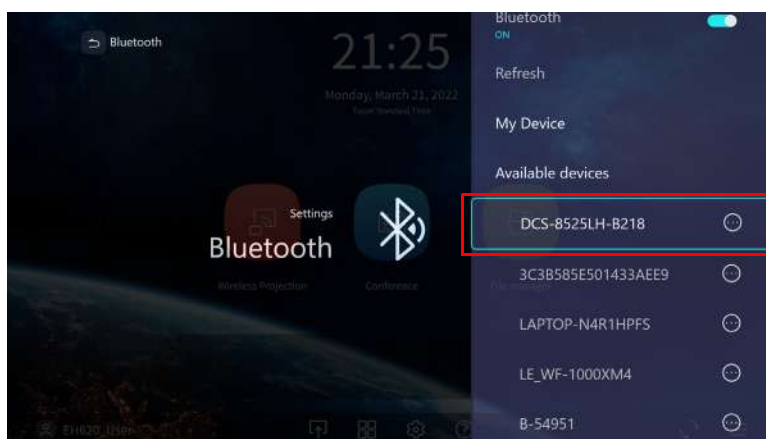 Bluetooth
21:25
Monday, March 21, 2022
Settings
Bluetooth
Wireless Projection
Conference
EH620_User
Bluetooth
ON
Refresh
My Device
Available devices
DCS-8525LH-B218
3C3B585E501433AEE9
LAPTOP-N4R1HPFS
LE_WF-1000XM4
B-54951